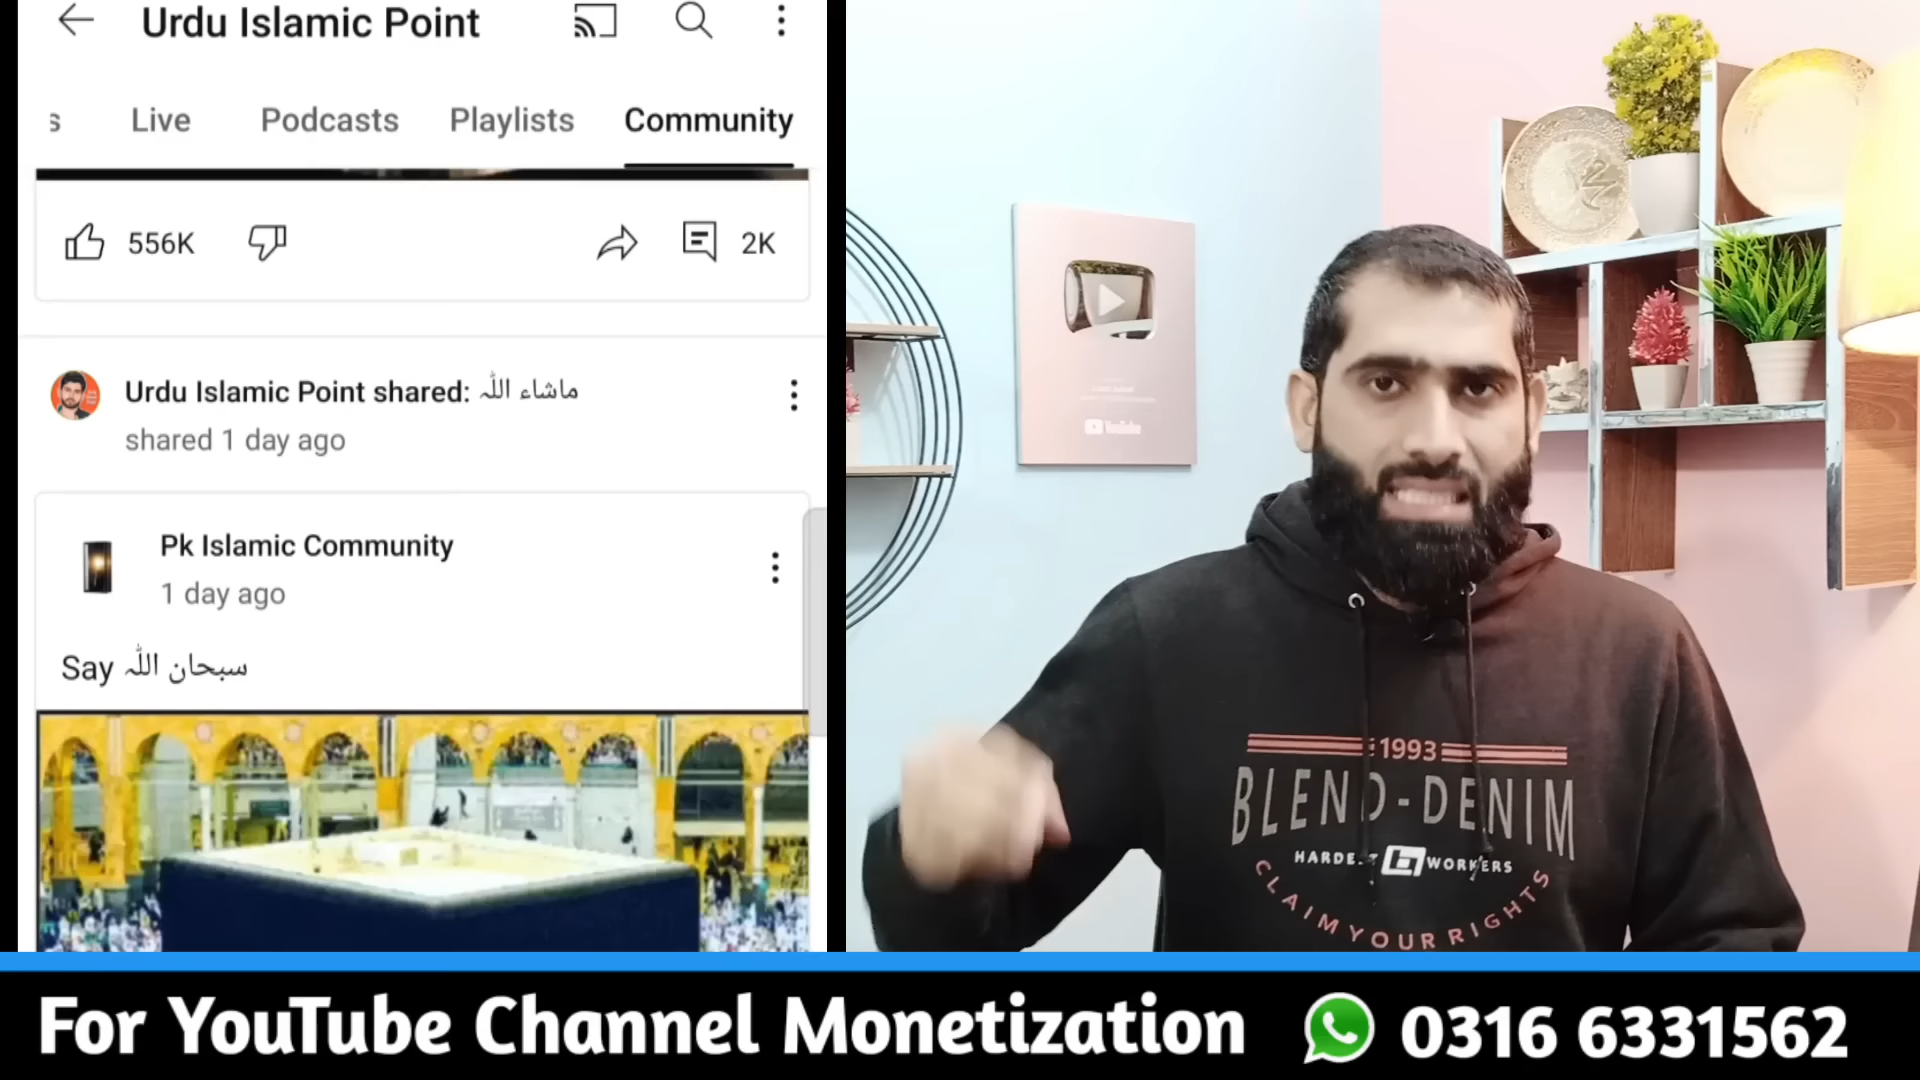 Urdu Islamic Point
s Live Podcasts Playlists Community
556K 2K
Urdu Islamic Point shared: ماشاء اللہ
shared 1 day ago
Pk Islamic Community
1 day ago
Say سبحان اللہ
YouTube
1993
BLEND-DENIM
WORKERS
CLAIM YOUR RIGHTS
For YouTube Channel Monetization 0316 6331562